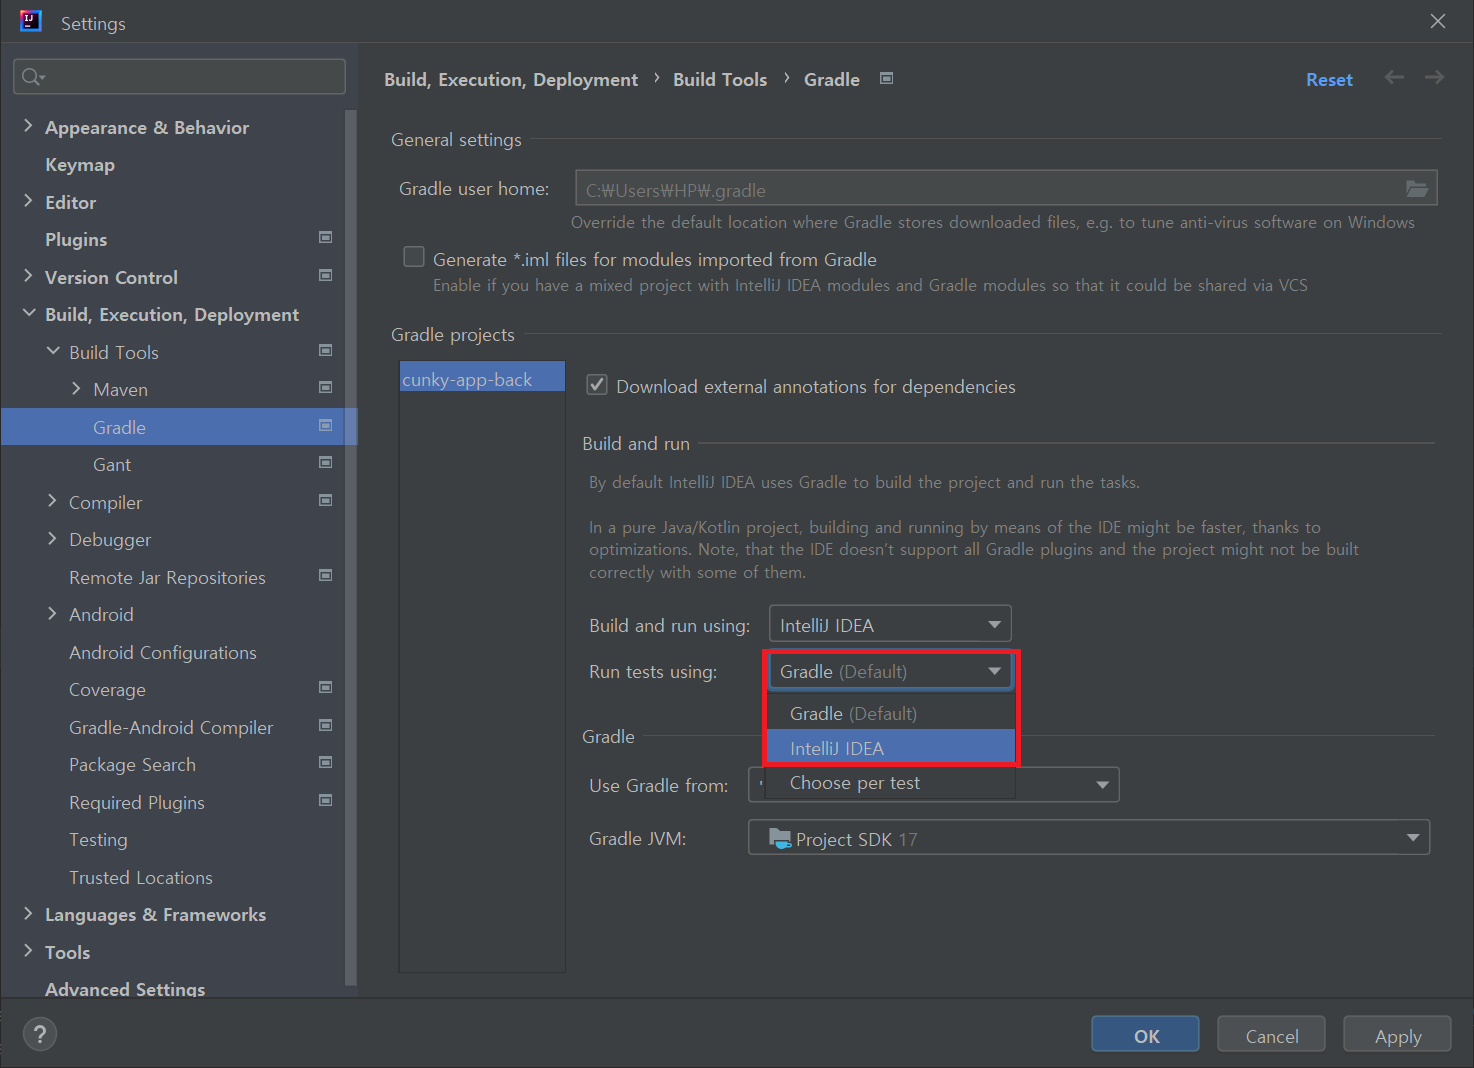 Settings
Appearance & Behavior
Keymap
Editor
Plugins
Version Control
Build, Execution, Deployment
Build Tools
Maven
Gradle
Gant
Compiler
Debugger
Remote Jar Repositories
Android
Android Configurations
Coverage
Gradle-Android Compiler
Package Search
Required Plugins
Testing
Trusted Locations
Languages & Frameworks
Tools
Advanced Settings
Build, Execution, Deployment › Build Tools › Gradle
Reset
General settings
Gradle user home: C:₩Users₩HP₩.gradle
Override the default location where Gradle stores downloaded files, e.g. to tune anti-virus software on Windows
Generate *.iml files for modules imported from Gradle
Enable if you have a mixed project with IntelliJ IDEA modules and Gradle modules so that it could be shared via VCS
Gradle projects
cunky-app-back
Download external annotations for dependencies
Build and run
By default IntelliJ IDEA uses Gradle to build the project and run the tasks.
In a pure Java/Kotlin project, building and running by means of the IDE might be faster, thanks to
optimizations. Note, that the IDE doesn't support all Gradle plugins and the project might not be built
correctly with some of them.
Build and run using: IntelliJ IDEA
Run tests using: Gradle (Default)
Gradle (Default)
IntelliJ IDEA
Choose per test
Gradle
Use Gradle from: '
Gradle JVM: Project SDK 17
?
OK
Cancel
Apply